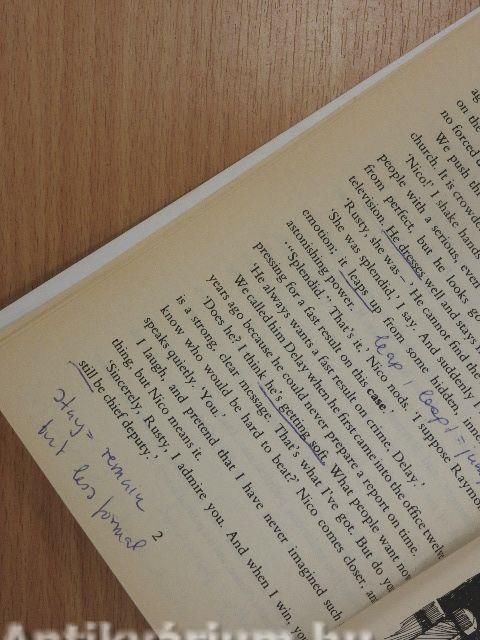 ag
on the
no forced
We push th
church. It is crowde
'Nico!' I shake hands
people with a serious, even
from perfect, but he looks go
television. He dresses well and stays
'Rusty, she was –' He cannot find the
'She was splendid,' I say. And suddenly I
emotion; it leaps up from some hidden, inne
astonishing power.
'"Splendid". That's it.' Nico nods. 'I suppose Raymo
pressing for a fast result on this case.
'He always wants a fast result on crime. Delay.'
We called him Delay when he first came into the office twelve
years ago because he could never prepare a report on time.
'Does he? I think he's getting soft. What people want now
is a strong, clear message. That's what I've got. But do yo
know who would be hard to beat?' Nico comes closer, an
speaks quietly. 'You.'
I laugh, and pretend that I have never imagined such
thing, but Nico means it.
'Sincerely, Rusty, I admire you. And when I win, yo
still be chief deputy.'
leap, leapt = jump
stay = remain
but less formal
2
Antikvárium.hu